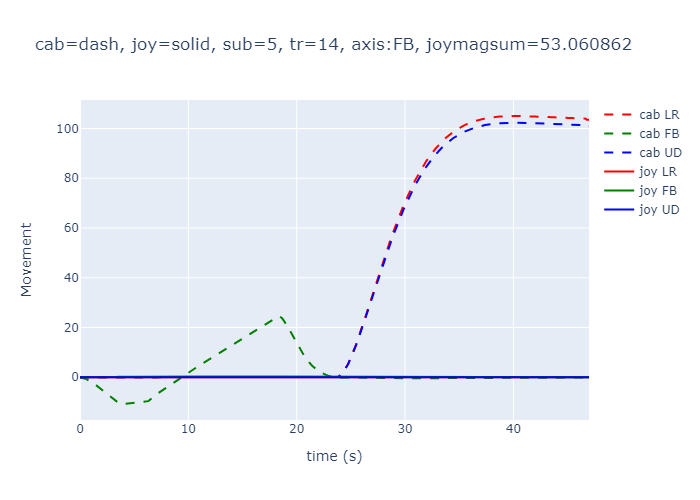 cab=dash, joy=solid, sub=5, tr=14, axis:FB, joymagsum=53.060862
cab LR
cab FB
cab UD
joy LR
joy FB
joy UD
Movement
100
80
60
40
20
0
0
10
20
30
40
time (s)